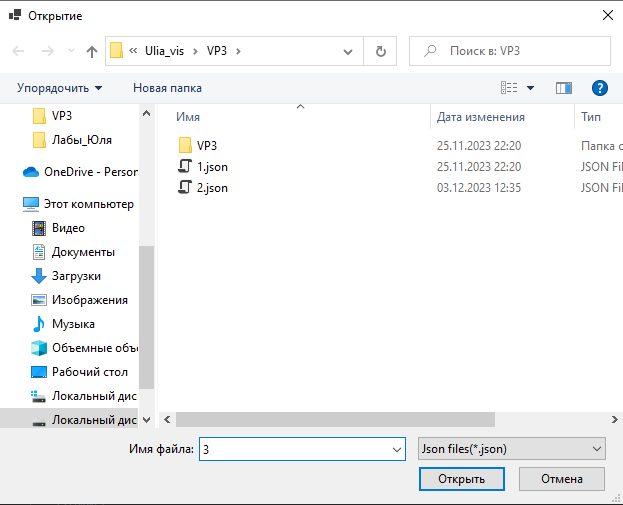 Открытие
« Ulia_vis › VP3 ›
Поиск в: VP3
Упорядочить
Новая папка
?
Имя
Дата изменения
Тип
VP3
Лабы_Юля
OneDrive - Person
Этот компьютер
Видео
Документы
Загрузки
Изображения
Музыка
Объемные объ
Рабочий стол
Локальный дис
Локальный дис
VP3
25.11.2023 22:20
Папка с
1.json
25.11.2023 22:20
JSON Fil
2.json
03.12.2023 12:35
JSON Fil
Имя файла:
3
Json files(*.json)
Открыть
Отмена